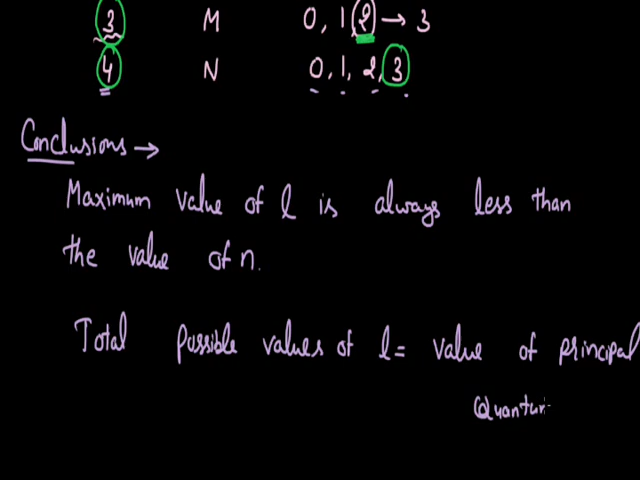 3 M 0, 1, 2 → 3
4 N 0, 1, 2, 3
Conclusions →
Maximum value of l is always less than
the value of n.
Total possible values of l = value of principal
Quantum